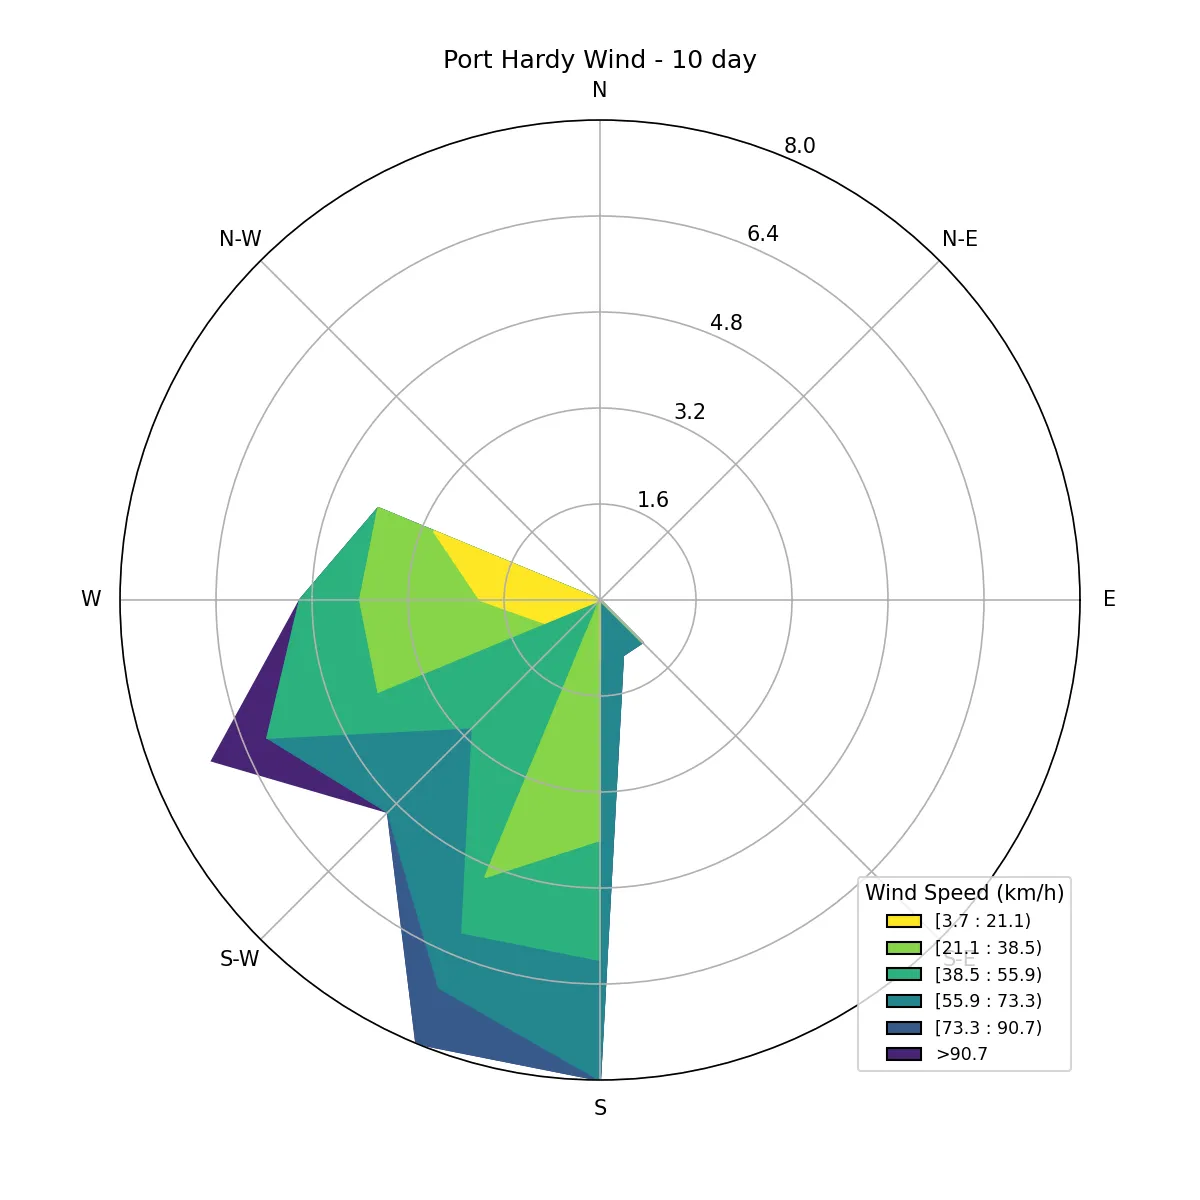 Port Hardy Wind - 10 day
N
8.0
N-W
N-E
6.4
4.8
3.2
1.6
W
E
S-W
S-E
S
Wind Speed (km/h)
[3.7 : 21.1)
[21.1 : 38.5)
[38.5 : 55.9)
[55.9 : 73.3)
[73.3 : 90.7)
>90.7